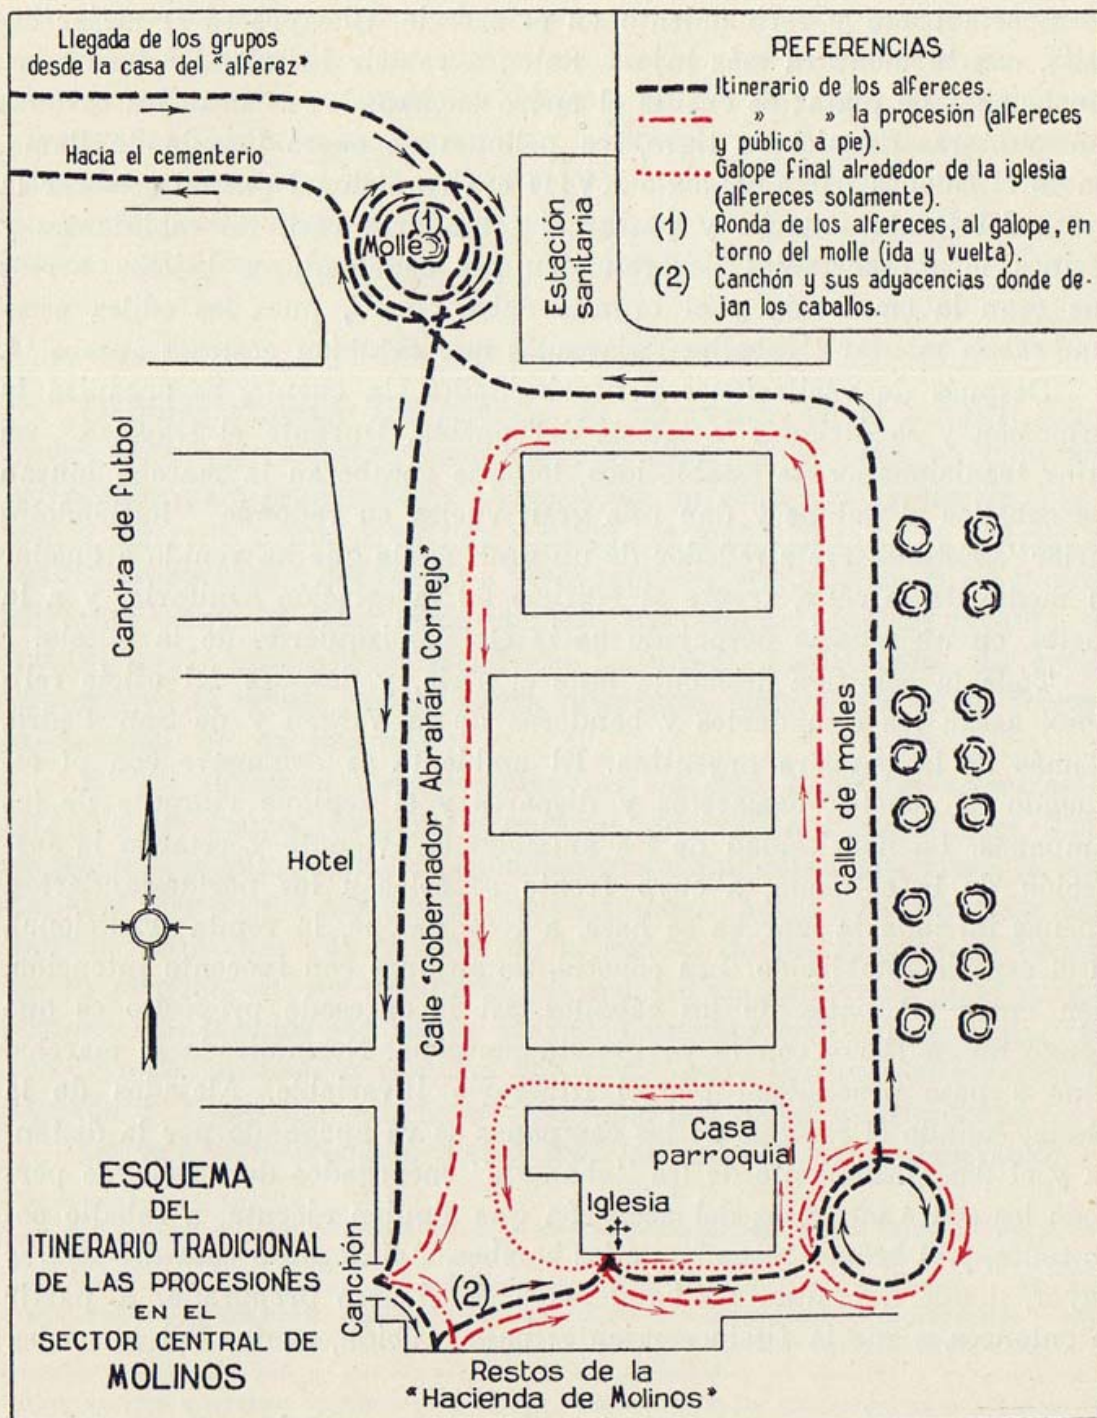 Llegada de los grupos
desde la casa del "alferez"
Hacia el cementerio
REFERENCIAS
Itinerario de los alfereces.
» » la procesión (alfereces
y público a pie).
Galope final alrededor de la iglesia
(alfereces solamente).
(1) Ronda de los alfereces, al galope, en
torno del molle (ida y vuelta).
(2) Canchón y sus adyacencias donde de-
jan los caballos.
(1)
Molle
Estación
sanitaria
Cancha de futbol
Calle "Gobernador Abrahán Cornejo"
Calle de molles
Hotel
Casa
parroquial
Iglesia
Canchón
(2)
Restos de la
"Hacienda de Molinos"
ESQUEMA
DEL
ITINERARIO TRADICIONAL
DE LAS PROCESIONES
EN EL
SECTOR CENTRAL DE
MOLINOS